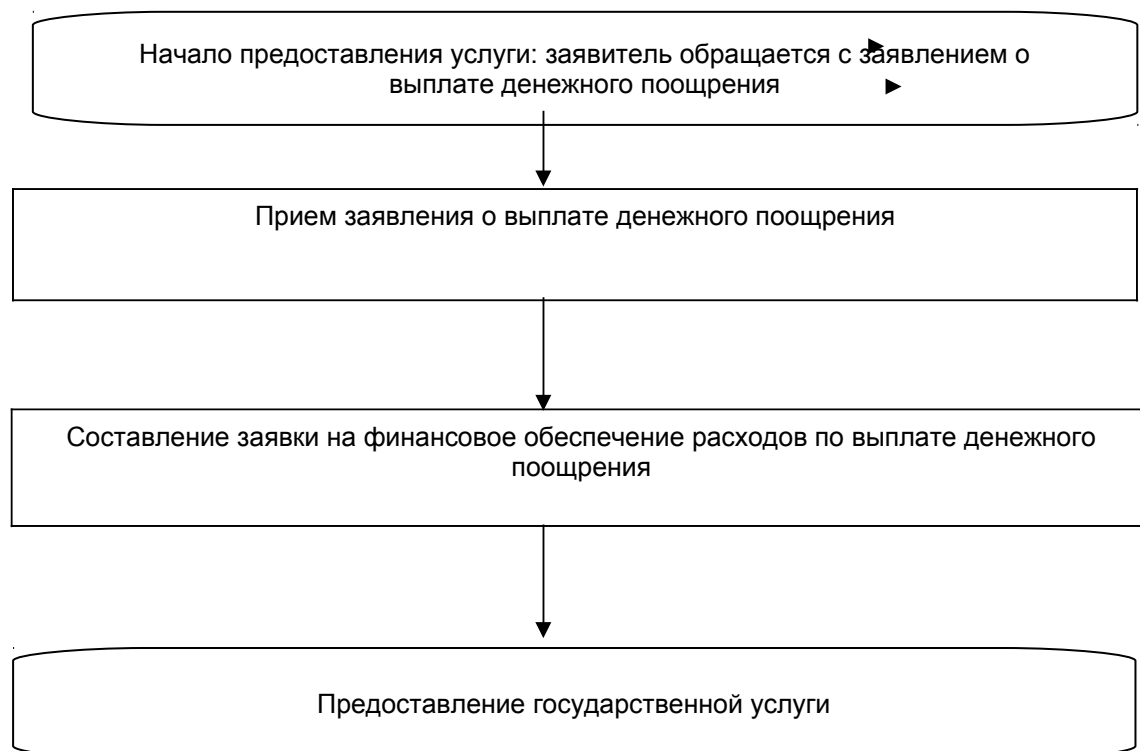 Начало предоставления услуги: заявитель обращается с заявлением о
выплате денежного поощрения
Прием заявления о выплате денежного поощрения
Составление заявки на финансовое обеспечение расходов по выплате денежного
поощрения
Предоставление государственной услуги